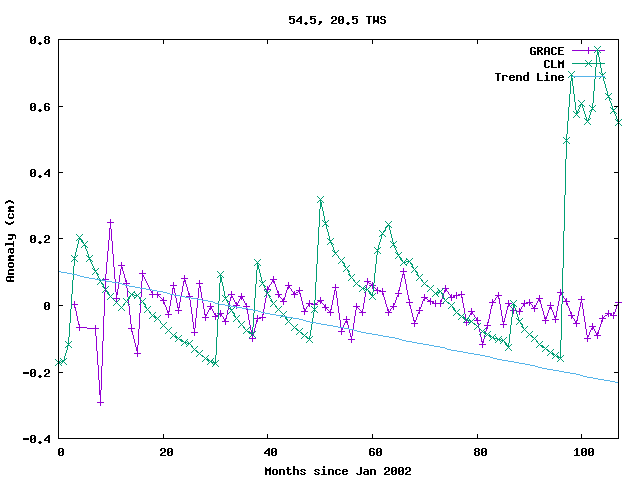 54.5, 20.5 TWS
GRACE
CLM
Trend Line
0.8
0.6
0.4
0.2
0
-0.2
-0.4
Anomaly (cm)
0 20 40 60 80 100
Months since Jan 2002